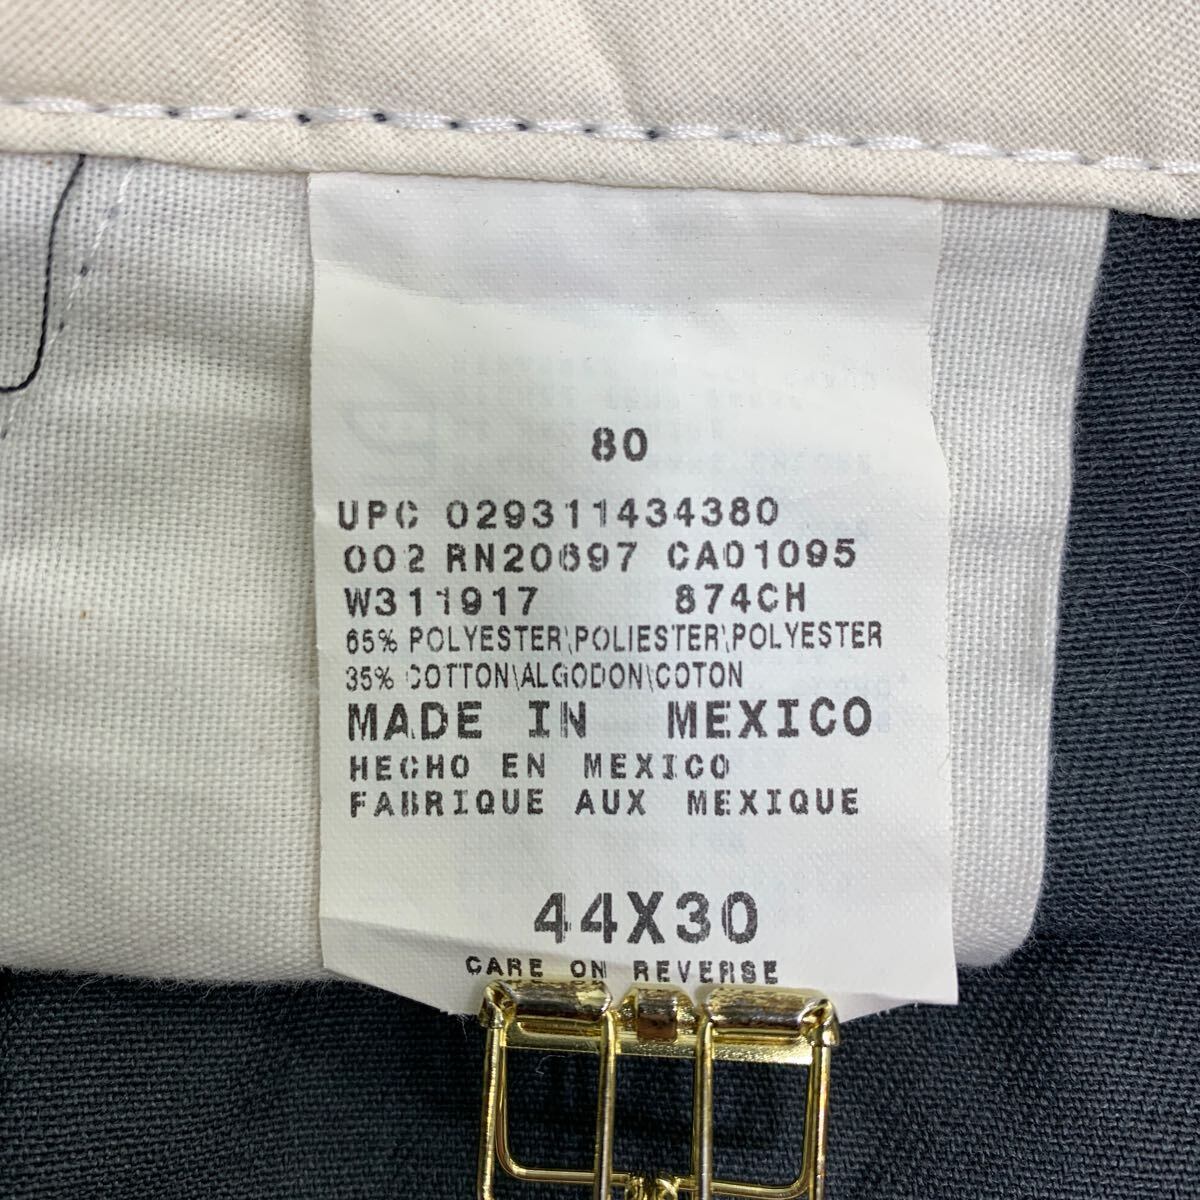 80
UPC 029311434380
002 RN20697 CA01095
W311917 874CH
65% POLYESTER\POLIESTER\POLYESTER
35% COTTON\ALGODON\COTON
MADE IN MEXICO
HECHO EN MEXICO
FABRIQUE AUX MEXIQUE
44X30
CARE ON REVERSE